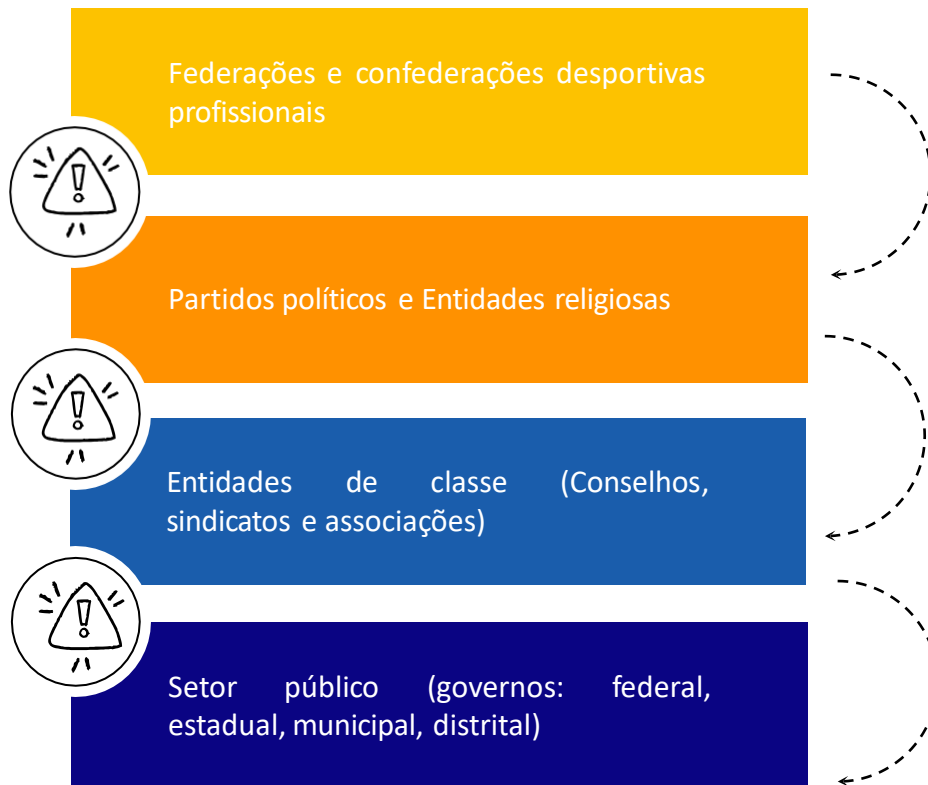 Federações e confederações desportivas
profissionais
Partidos políticos e Entidades religiosas
Entidades de classe (Conselhos,
sindicatos e associações)
Setor público (governos: federal,
estadual, municipal, distrital)